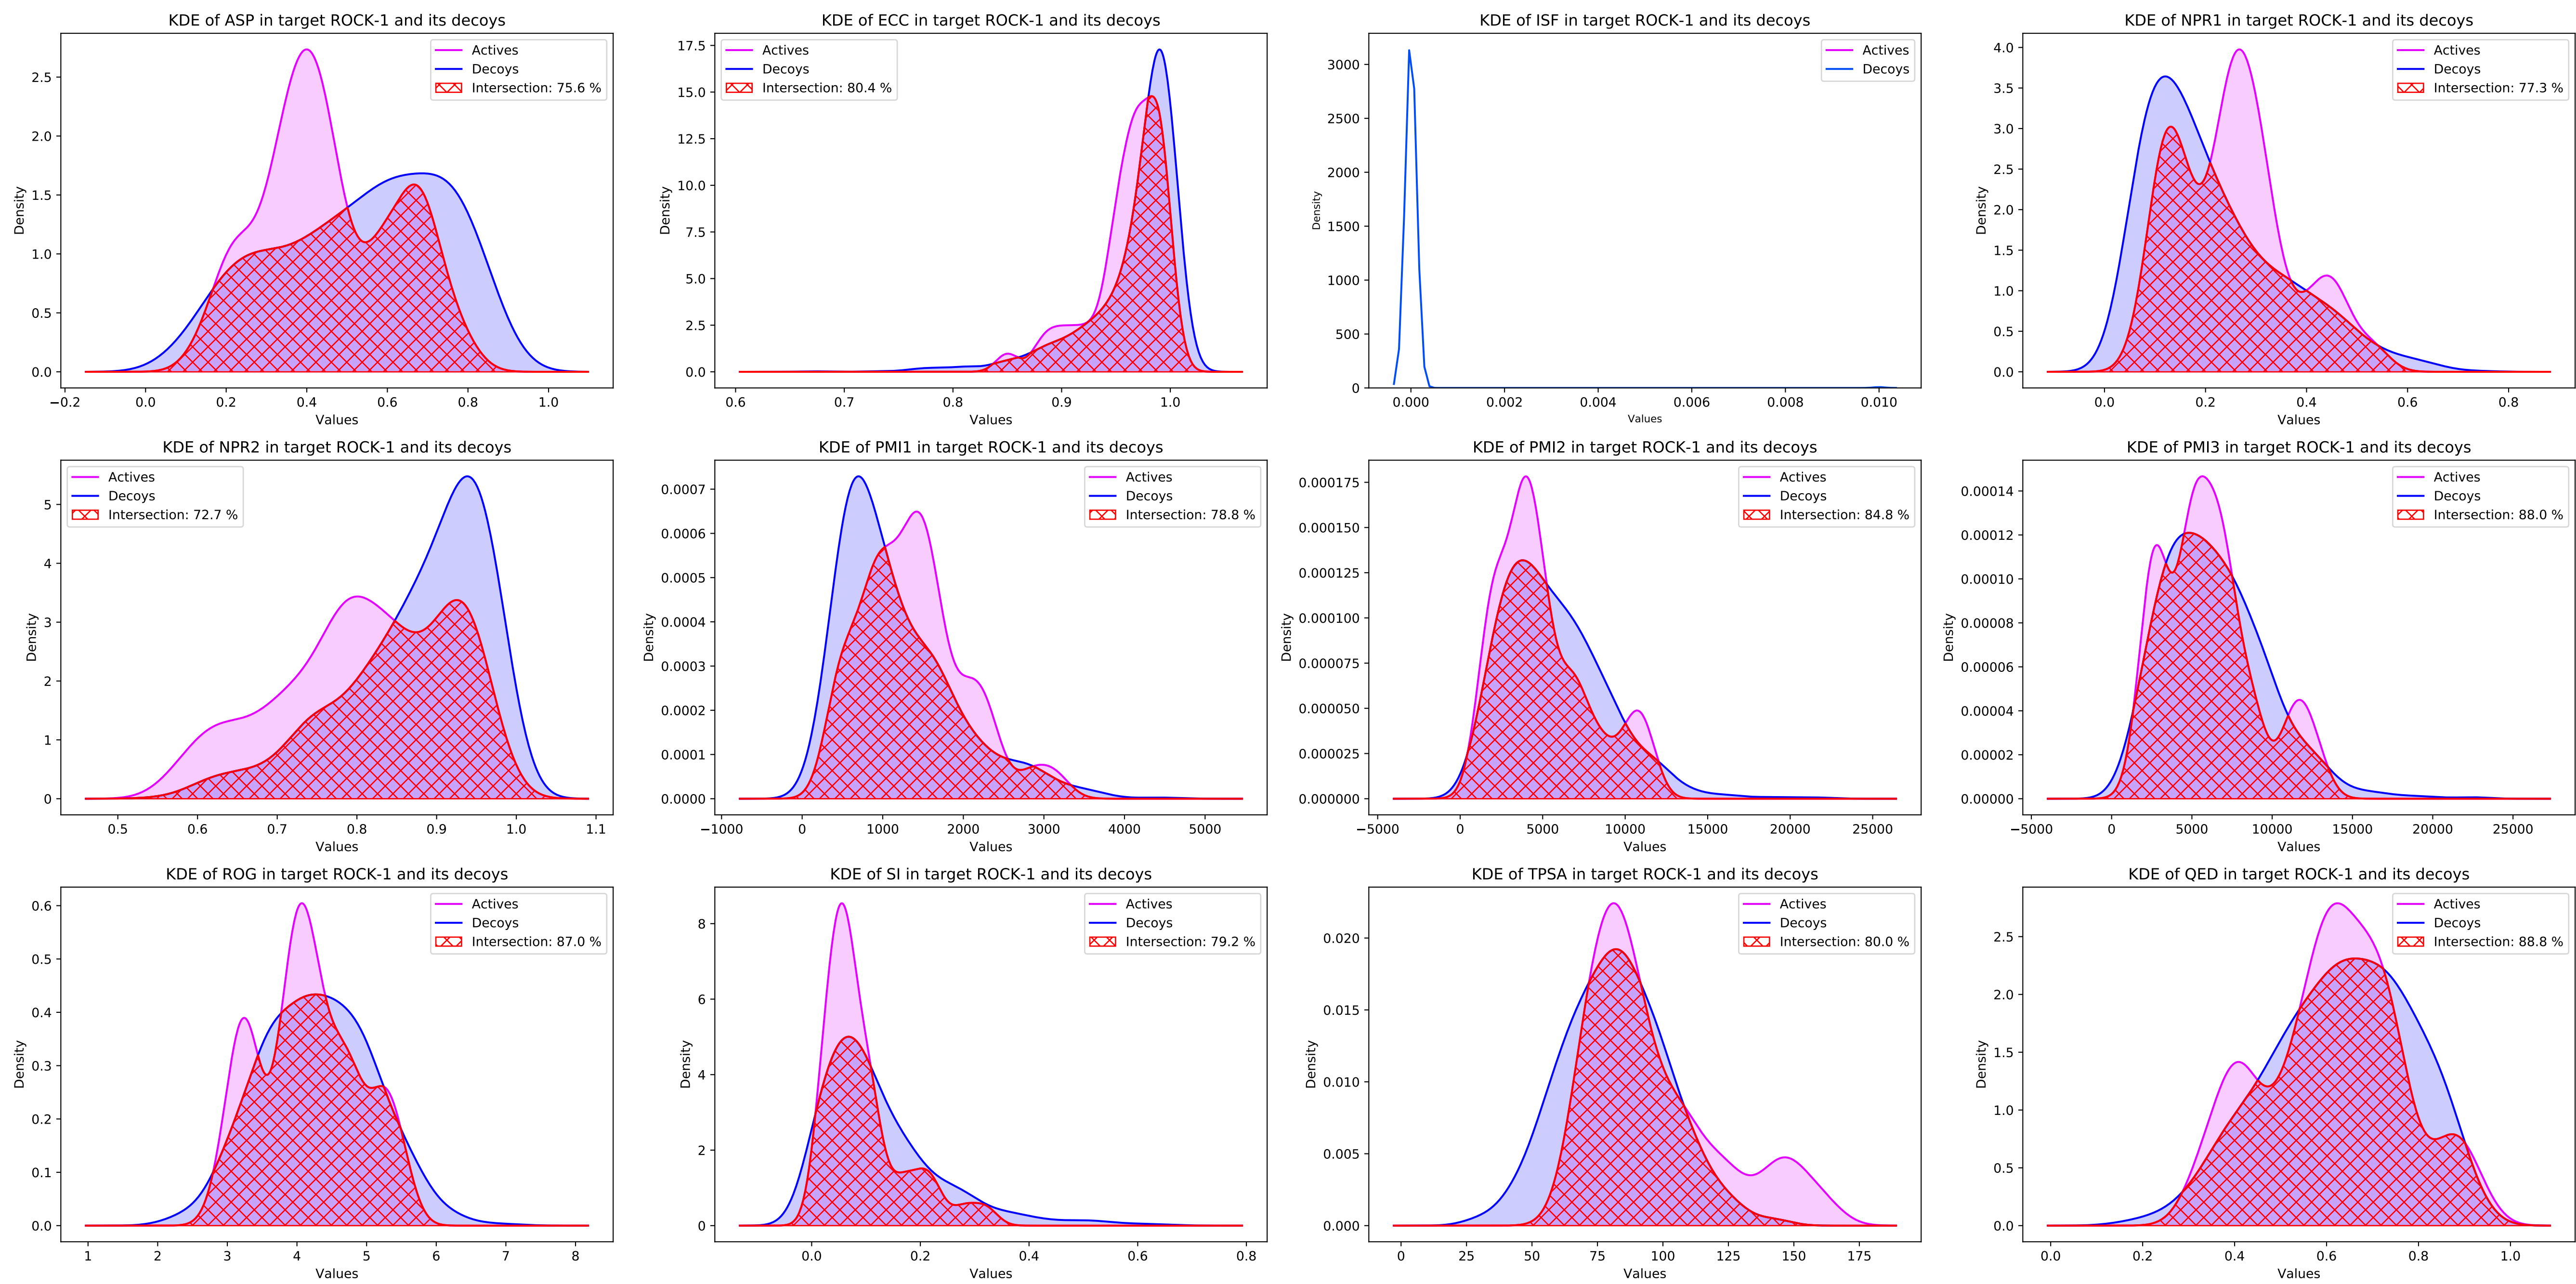 KDE of ASP in target ROCK-1 and its decoys
Density
2.5
2.0
1.5
1.0
0.5
0.0
Actives
Decoys
Intersection: 75.6 %
−0.2 0.0 0.2 0.4 0.6 0.8 1.0
Values
KDE of ECC in target ROCK-1 and its decoys
Density
17.5
15.0
12.5
10.0
7.5
5.0
2.5
0.0
Actives
Decoys
Intersection: 80.4 %
0.6 0.7 0.8 0.9 1.0
Values
KDE of ISF in target ROCK-1 and its decoys
Density
3000
2500
2000
1500
1000
500
0
Actives
Decoys
0.000 0.002 0.004 0.006 0.008 0.010
Values
KDE of NPR1 in target ROCK-1 and its decoys
Density
4.0
3.5
3.0
2.5
2.0
1.5
1.0
0.5
0.0
Actives
Decoys
Intersection: 77.3 %
0.0 0.2 0.4 0.6 0.8
Values
KDE of NPR2 in target ROCK-1 and its decoys
Density
5
4
3
2
1
0
Actives
Decoys
Intersection: 72.7 %
0.5 0.6 0.7 0.8 0.9 1.0 1.1
Values
KDE of PMI1 in target ROCK-1 and its decoys
Density
0.0007
0.0006
0.0005
0.0004
0.0003
0.0002
0.0001
0.0000
Actives
Decoys
Intersection: 78.8 %
−1000 0 1000 2000 3000 4000 5000
Values
KDE of PMI2 in target ROCK-1 and its decoys
Density
0.000175
0.000150
0.000125
0.000100
0.000075
0.000050
0.000025
0.000000
Actives
Decoys
Intersection: 84.8 %
−5000 0 5000 10000 15000 20000 25000
Values
KDE of PMI3 in target ROCK-1 and its decoys
Density
0.00014
0.00012
0.00010
0.00008
0.00006
0.00004
0.00002
0.00000
Actives
Decoys
Intersection: 88.0 %
−5000 0 5000 10000 15000 20000 25000
Values
KDE of ROG in target ROCK-1 and its decoys
Density
0.6
0.5
0.4
0.3
0.2
0.1
0.0
Actives
Decoys
Intersection: 87.0 %
1 2 3 4 5 6 7 8
Values
KDE of SI in target ROCK-1 and its decoys
Density
8
6
4
2
0
Actives
Decoys
Intersection: 79.2 %
0.0 0.2 0.4 0.6 0.8
Values
KDE of TPSA in target ROCK-1 and its decoys
Density
0.020
0.015
0.010
0.005
0.000
Actives
Decoys
Intersection: 80.0 %
0 25 50 75 100 125 150 175
Values
KDE of QED in target ROCK-1 and its decoys
Density
2.5
2.0
1.5
1.0
0.5
0.0
Actives
Decoys
Intersection: 88.8 %
0.0 0.2 0.4 0.6 0.8 1.0
Values